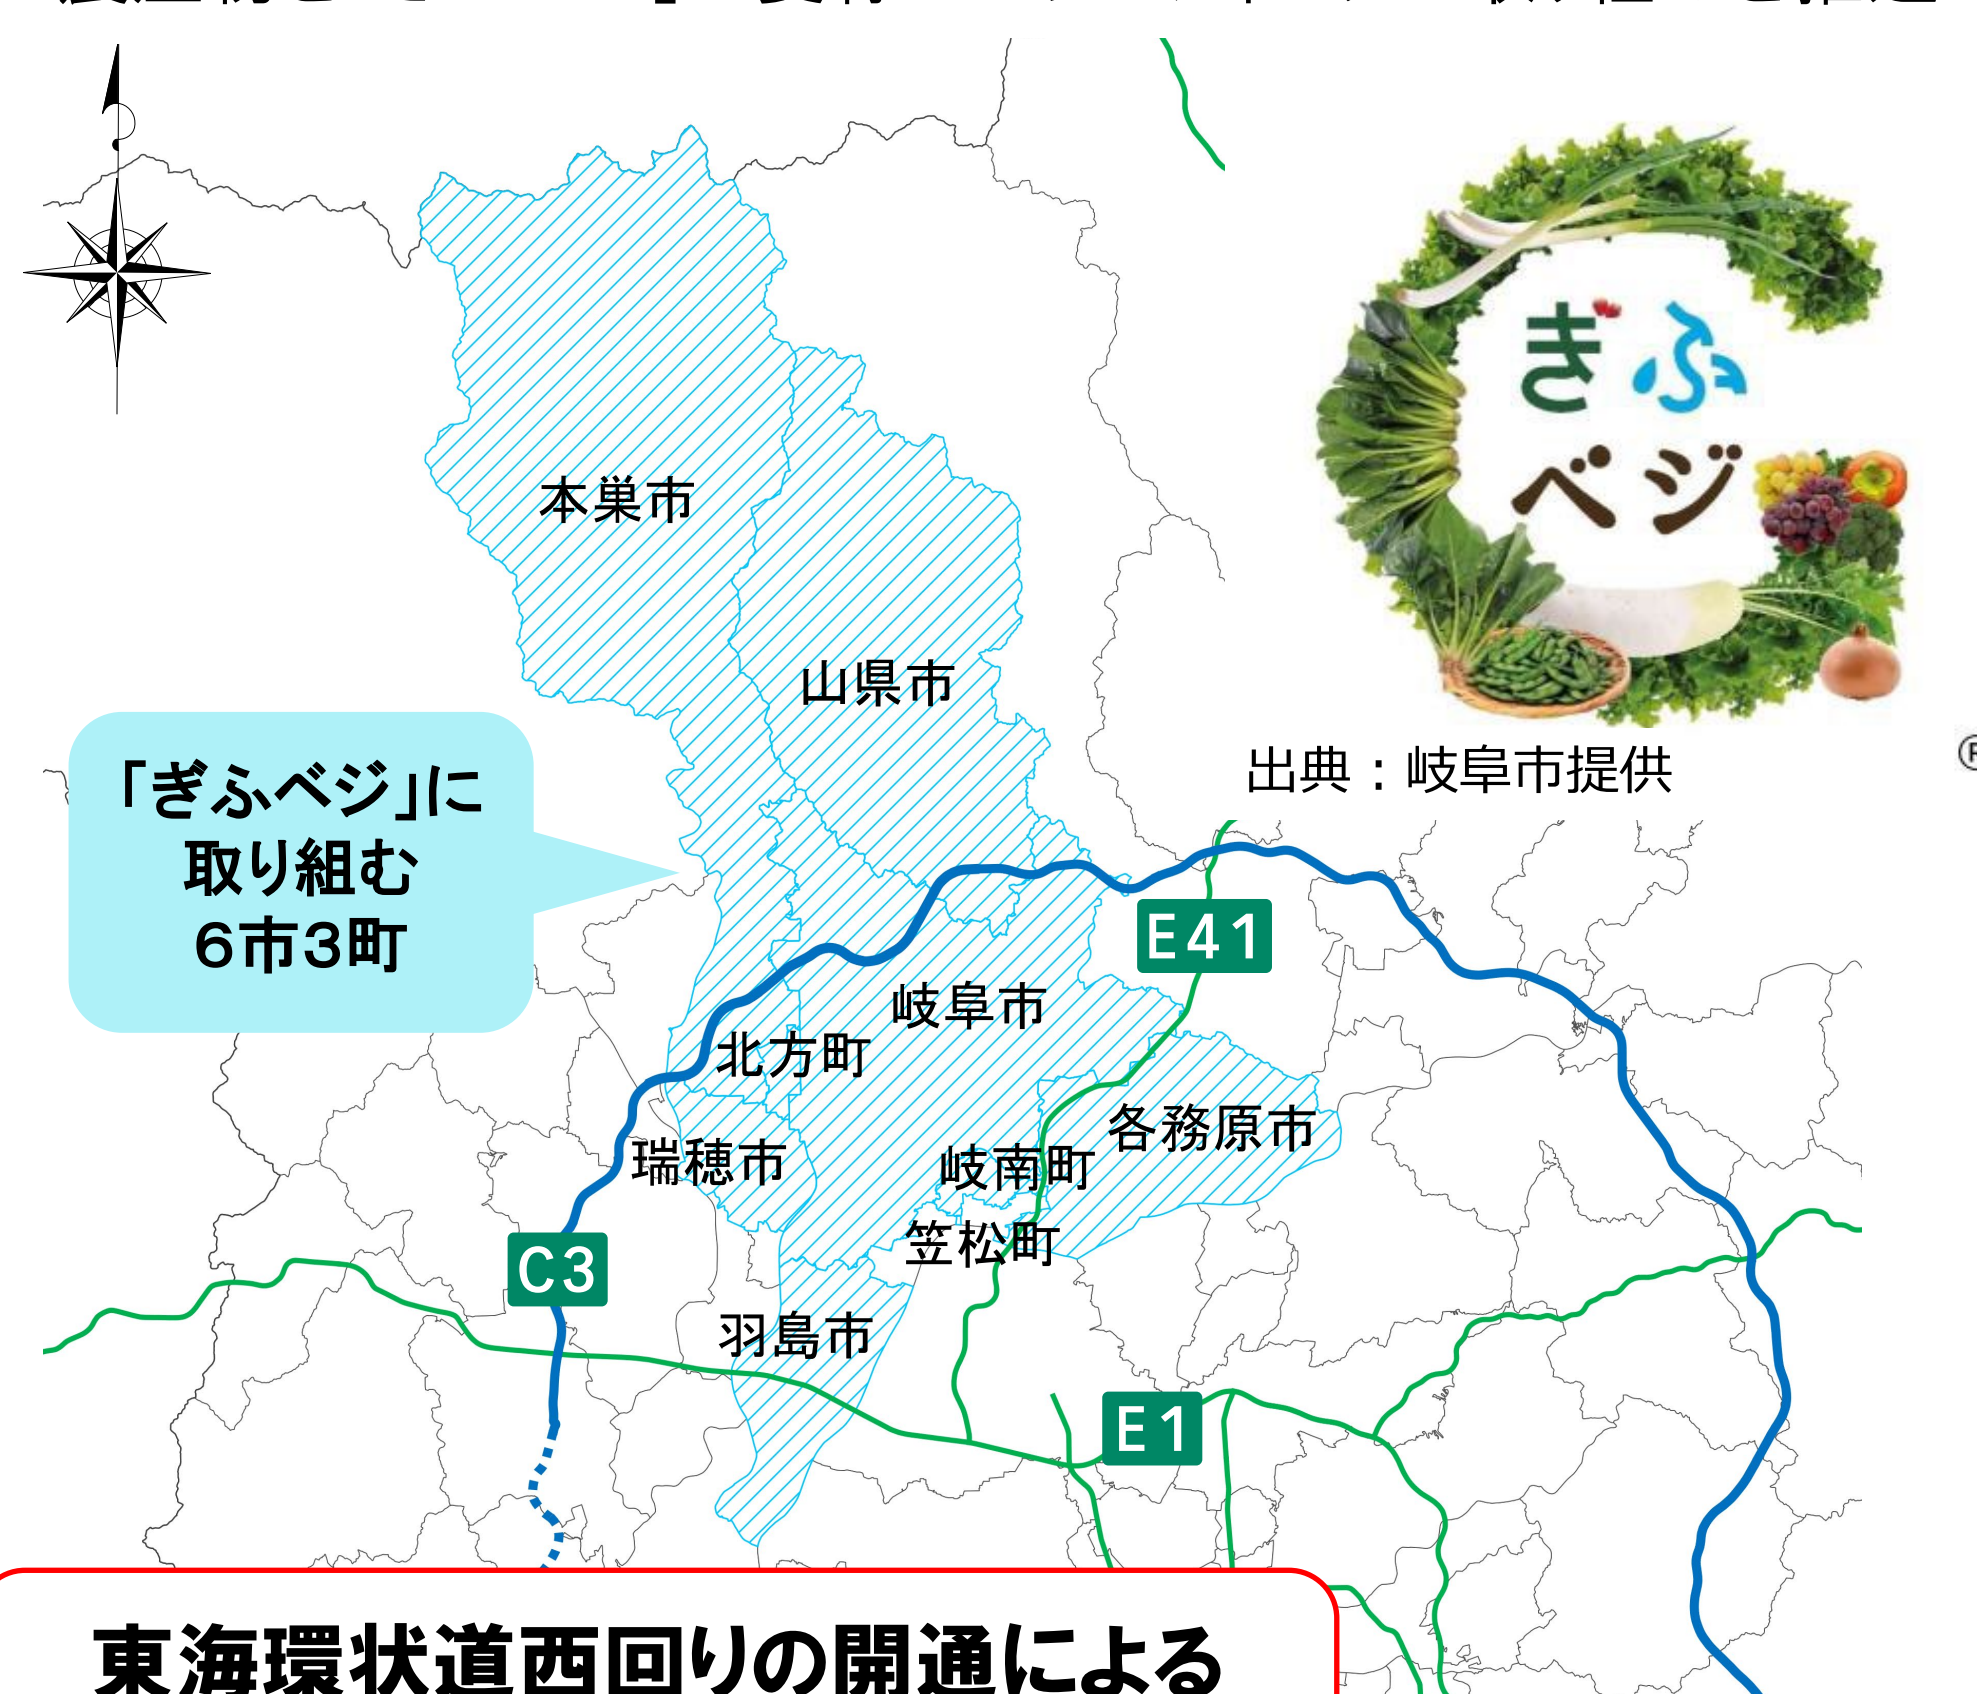 ぎふ
ベジ
本巣市
山県市
出典：岐阜市提供
「ぎふベジ」に
取り組む
６市３町
E41
岐阜市
北方町
各務原市
瑞穂市
岐南町
笠松町
C3
羽島市
E1
東海環状道西回りの開通による